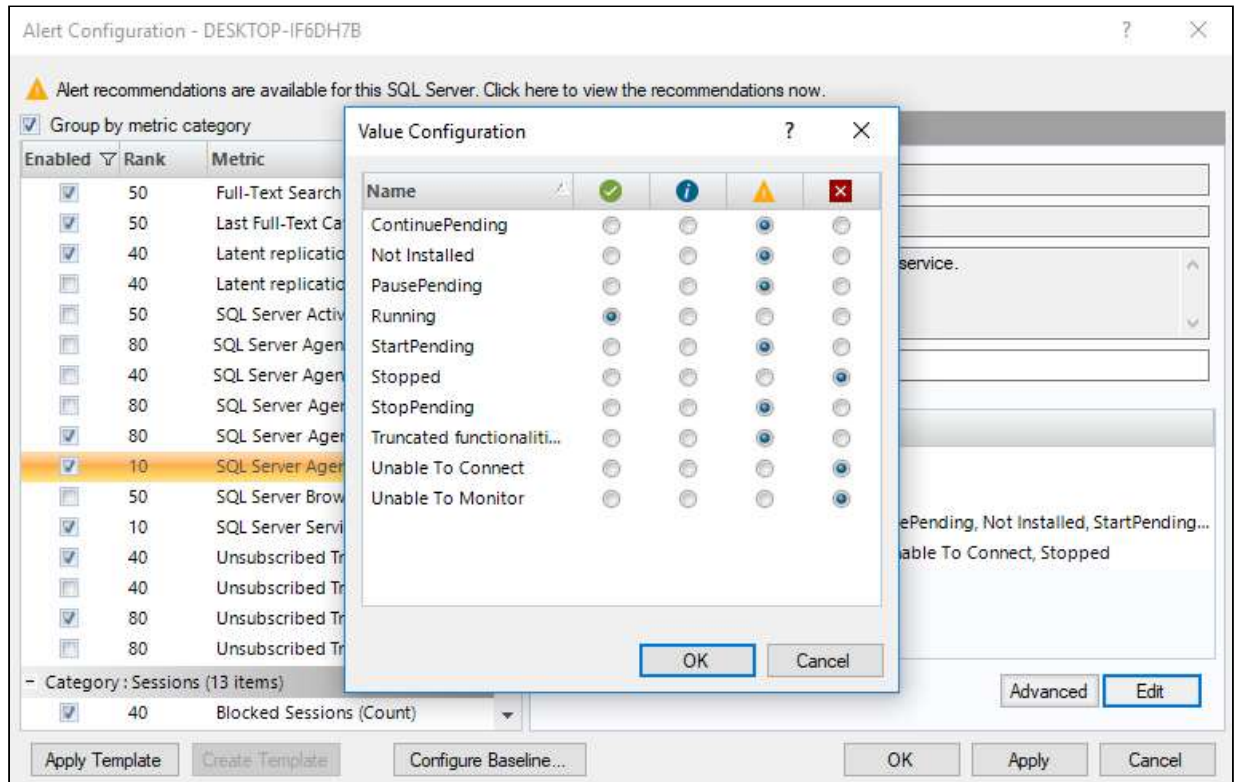 Alert Configuration - DESKTOP-IF6DH7B
Alert recommendations are available for this SQL Server. Click here to view the recommendations now.
Group by metric category
Enabled Rank Metric
50 Full-Text Search
50 Last Full-Text Ca
40 Latent replicatio
40 Latent replicatio
50 SQL Server Activ
80 SQL Server Agen
40 SQL Server Agen
80 SQL Server Ager
80 SQL Server Ager
10 SQL Server Ager
50 SQL Server Brow
10 SQL Server Servi
40 Unsubscribed Tr
40 Unsubscribed Tr
80 Unsubscribed Tr
80 Unsubscribed Tr
- Category : Sessions (13 items)
40 Blocked Sessions (Count)
Value Configuration ?
Name
ContinuePending
Not Installed
PausePending
Running
StartPending
Stopped
StopPending
Truncated functionaliti...
Unable To Connect
Unable To Monitor
OK Cancel
service.
ePending, Not Installed, StartPending...
able To Connect, Stopped
Advanced Edit
Apply Template Create Template Configure Baseline... OK Apply Cancel